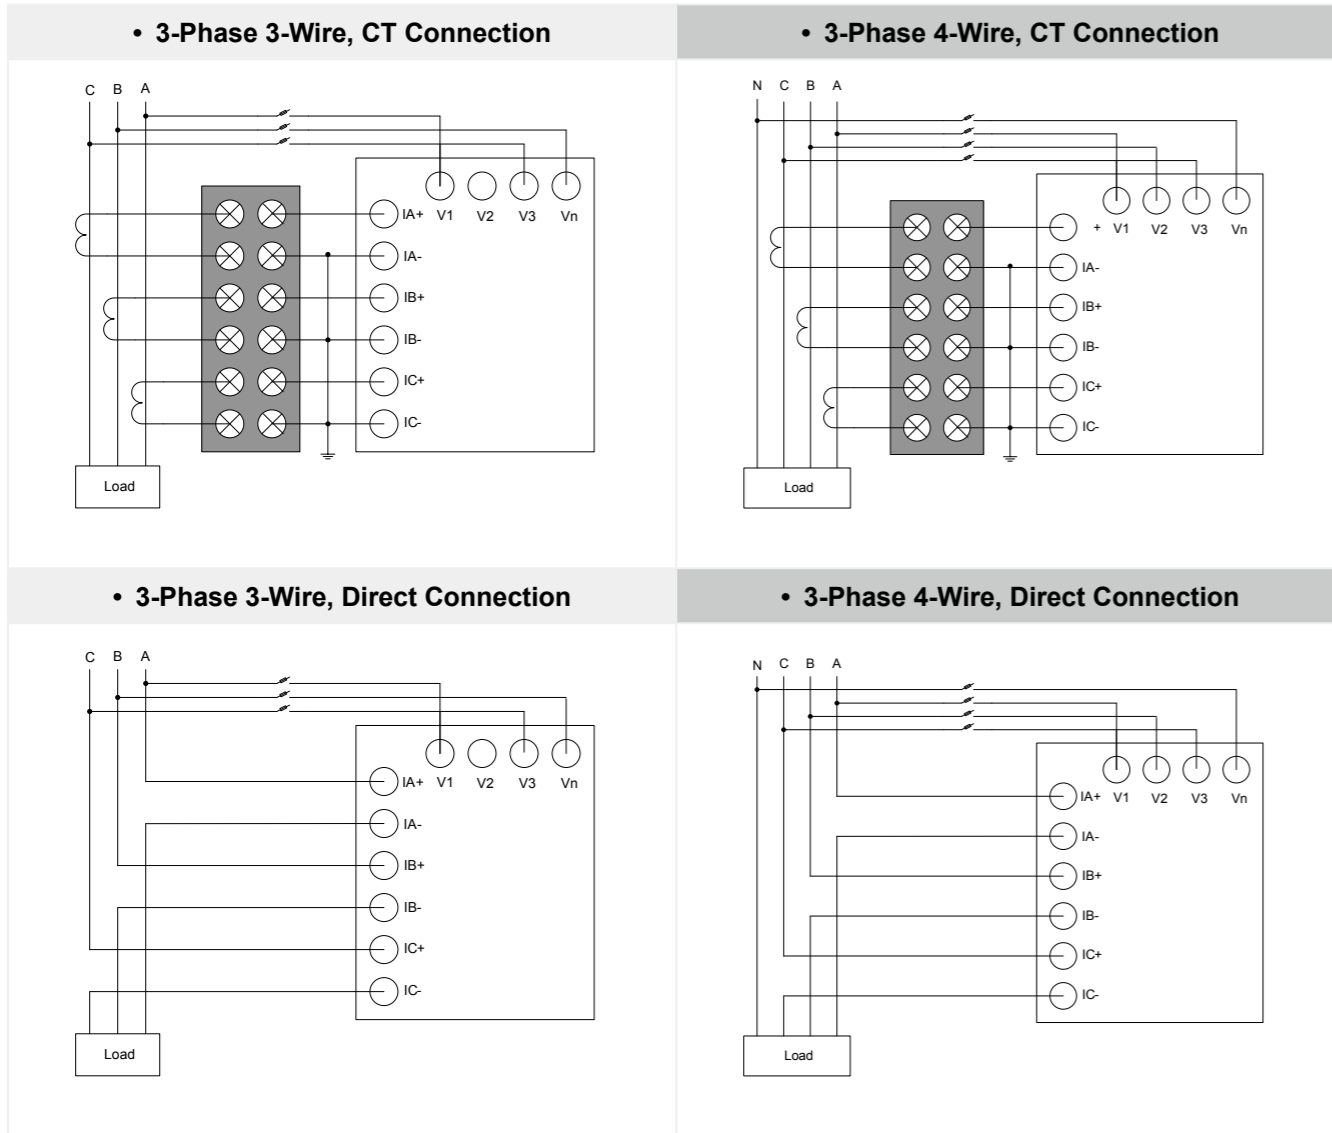 • 3-Phase 3-Wire, CT Connection
• 3-Phase 4-Wire, CT Connection
C B A
IA+ V1 V2 V3 Vn
IA-
IB+
IB-
IC+
IC-
Load
N C B A
+ V1 V2 V3 Vn
IA-
IB+
IB-
IC+
IC-
Load
• 3-Phase 3-Wire, Direct Connection
• 3-Phase 4-Wire, Direct Connection
C B A
IA+ V1 V2 V3 Vn
IA-
IB+
IB-
IC+
IC-
Load
N C B A
IA+ V1 V2 V3 Vn
IA-
IB+
IB-
IC+
IC-
Load